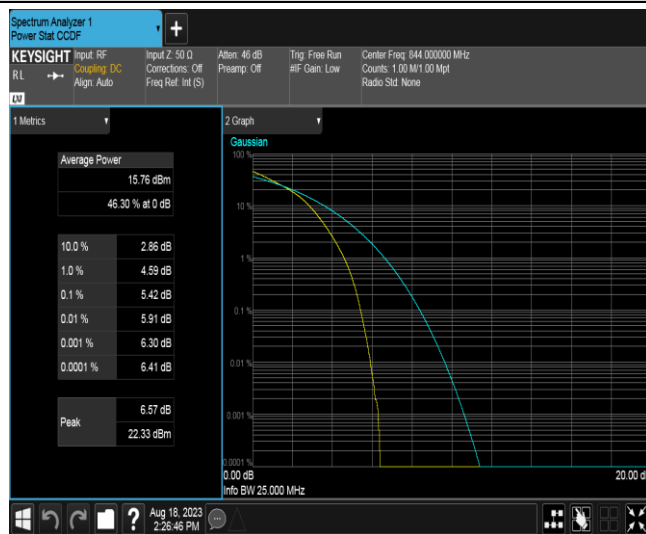 Spectrum Analyzer 1
Power Stat CCDF
+
KEYSIGHT
RL
LXI
Input: RF
Coupling: DC
Align: Auto
Input Z: 50 Ω
Corrections: Off
Freq Ref: Int (S)
Atten: 46 dB
Preamp: Off
Trig: Free Run
#IF Gain: Low
Center Freq: 844.000000 MHz
Counts: 1.00 M/1.00 Mpt
Radio Std: None
1 Metrics
Average Power
15.76 dBm
46.30 % at 0 dB
10.0 % 2.86 dB
1.0 % 4.59 dB
0.1 % 5.42 dB
0.01 % 5.91 dB
0.001 % 6.30 dB
0.0001 % 6.41 dB
Peak
6.57 dB
22.33 dBm
2 Graph
Gaussian
100 %
10 %
1 %
0.1 %
0.01 %
0.001 %
0.0001 %
0.00 dB
20.00 d
Info BW 25.000 MHz
?
Aug 18, 2023
2:26:46 PM